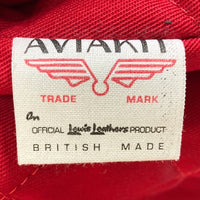 AVIAKIT
TRADE MARK
An
OFFICIAL Lewis Leathers PRODUCT
BRITISH MADE